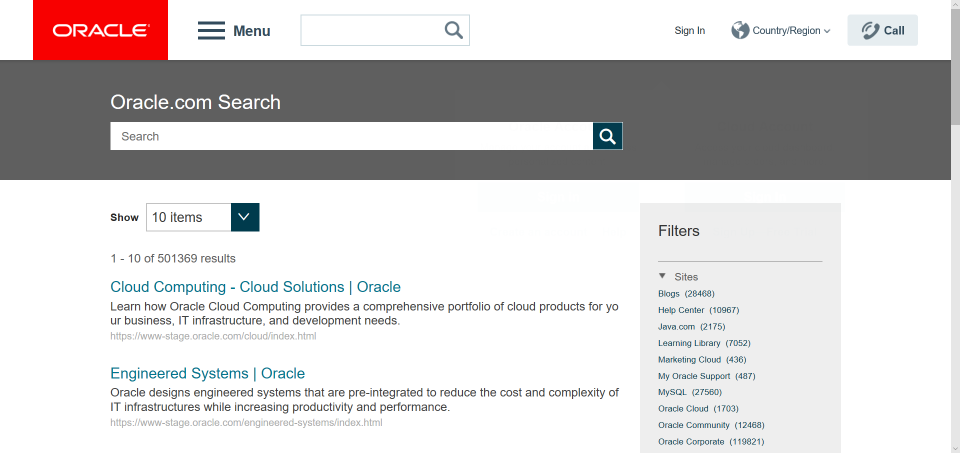 ORACLE
Menu
Sign In
Country/Region
Call
Oracle.com Search
Search
Show
10 items
1 - 10 of 501369 results
Cloud Computing - Cloud Solutions | Oracle
Learn how Oracle Cloud Computing provides a comprehensive portfolio of cloud products for yo
ur business, IT infrastructure, and development needs.
https://www-stage.oracle.com/cloud/index.html
Engineered Systems | Oracle
Oracle designs engineered systems that are pre-integrated to reduce the cost and complexity of
IT infrastructures while increasing productivity and performance.
https://www-stage.oracle.com/engineered-systems/index.html
Filters
Sites
Blogs (28468)
Help Center (10967)
Java.com (2175)
Learning Library (7052)
Marketing Cloud (436)
My Oracle Support (487)
MySQL (27560)
Oracle Cloud (1703)
Oracle Community (12468)
Oracle Corporate (119821)